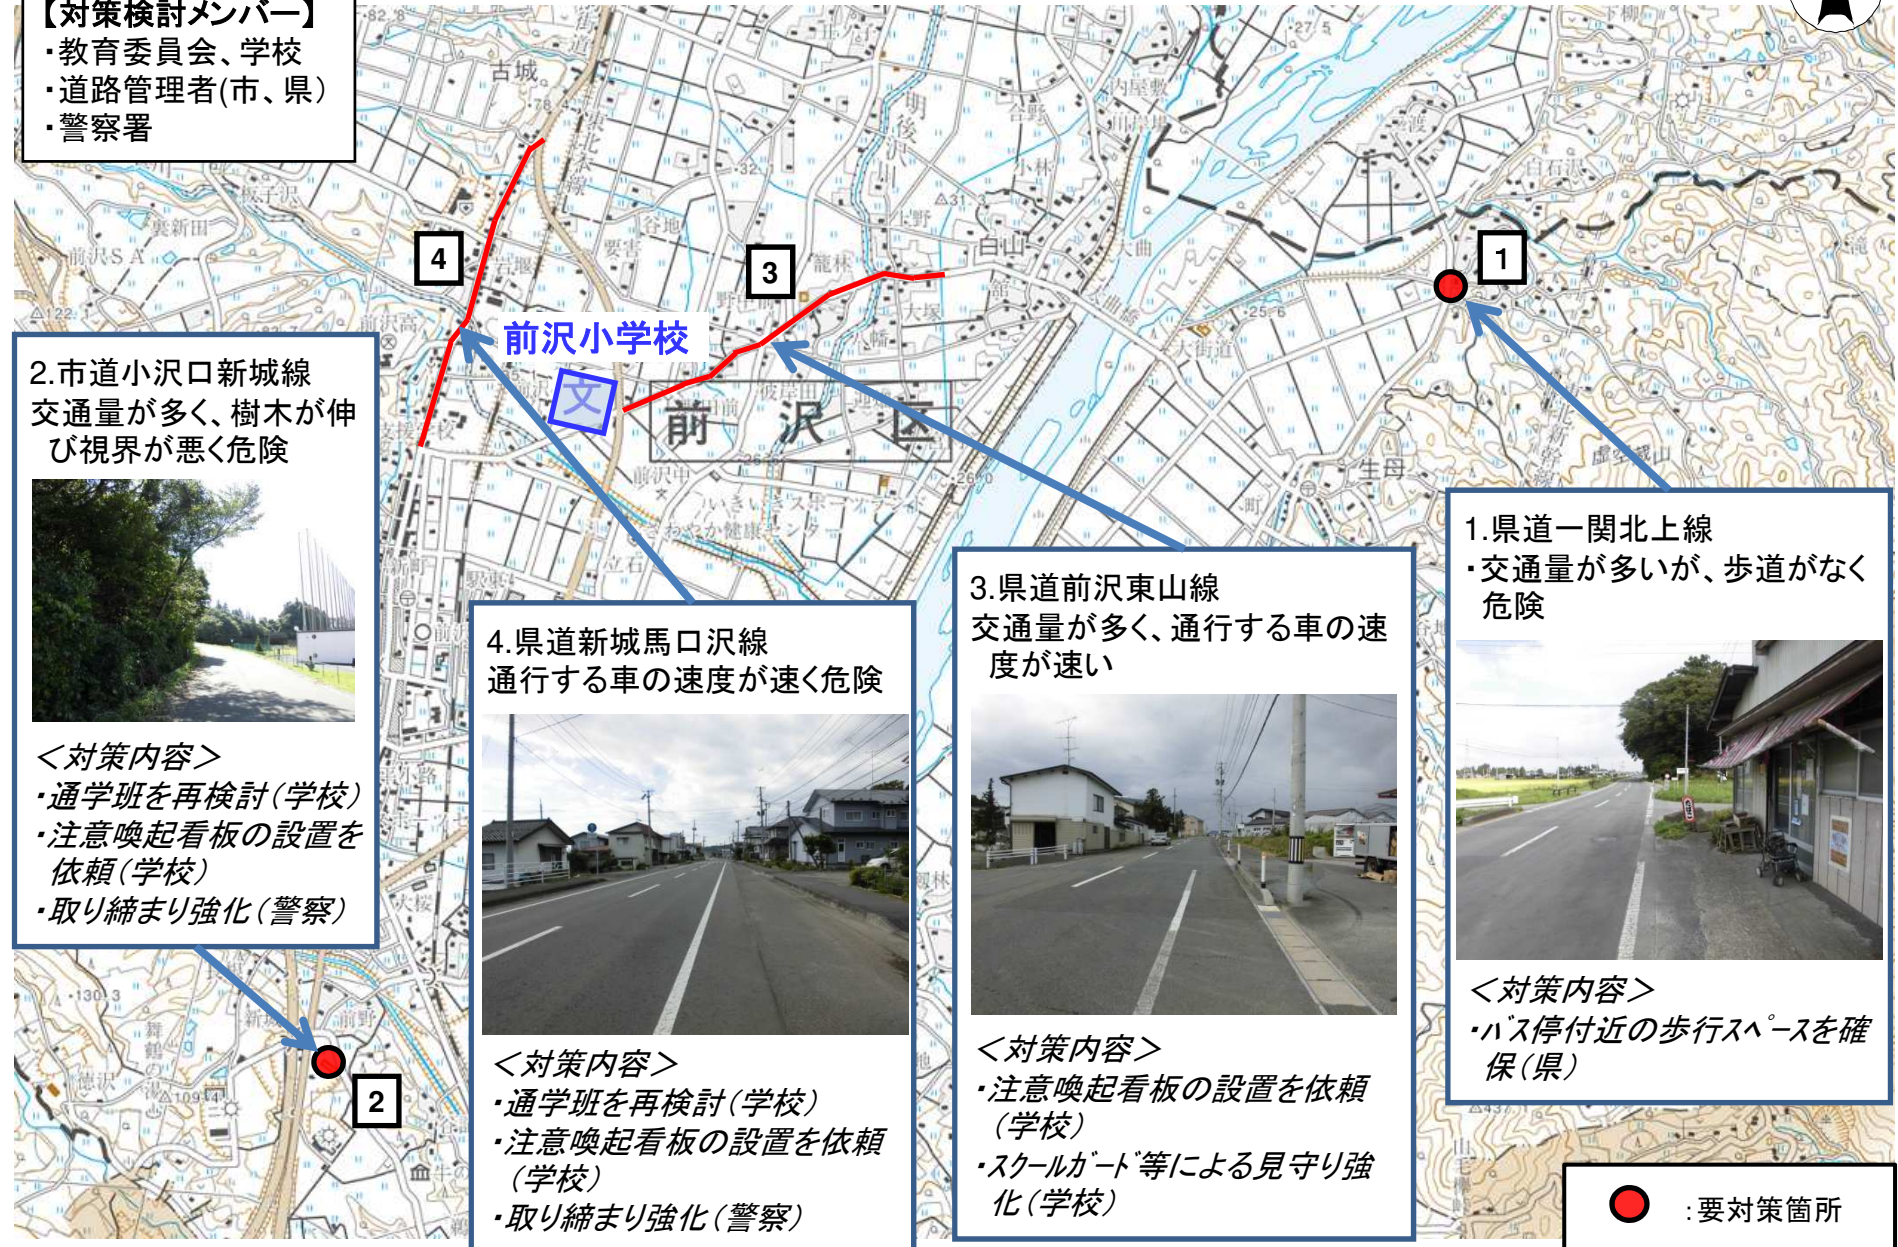 【対策検討メンバー】
・教育委員会、学校
・道路管理者(市、県)
・警察署
古城
白山
生母
前沢SA
前沢区
前沢小学校
文
4
3
1
2
2.市道小沢口新城線
交通量が多く、樹木が伸
び視界が悪く危険
＜対策内容＞
・通学班を再検討(学校)
・注意喚起看板の設置を
依頼(学校)
・取り締まり強化(警察)
4.県道新城馬口沢線
通行する車の速度が速く危険
＜対策内容＞
・通学班を再検討(学校)
・注意喚起看板の設置を依頼
(学校)
・取り締まり強化(警察)
3.県道前沢東山線
交通量が多く、通行する車の速
度が速い
＜対策内容＞
・注意喚起看板の設置を依頼
(学校)
・ｽｸｰﾙｶﾞｰﾄﾞ等による見守り強
化(学校)
1.県道一関北上線
・交通量が多いが、歩道がなく
危険
＜対策内容＞
・ﾊﾞｽ停付近の歩行ｽﾍﾟｰｽを確
保(県)
:要対策箇所